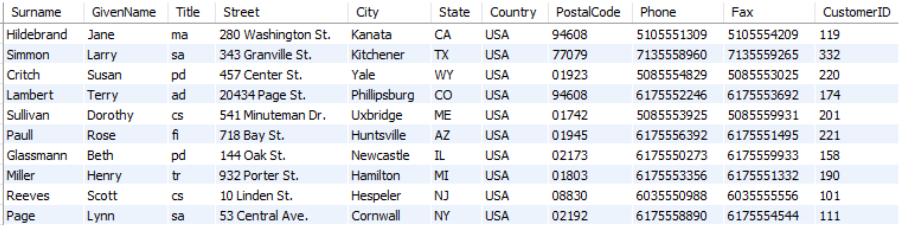 Surname GivenName Title Street City State Country PostalCode Phone Fax CustomerID
Hildebrand Jane ma 280 Washington St. Kanata CA USA 94608 5105551309 5105554209 119
Simmon Larry sa 343 Granville St. Kitchener TX USA 77079 7135558960 7135559265 332
Critch Susan pd 457 Center St. Yale WY USA 01923 5085554829 5085553025 220
Lambert Terry ad 20434 Page St. Phillipsburg CO USA 94608 6175552246 6175553692 174
Sullivan Dorothy cs 541 Minuteman Dr. Uxbridge ME USA 01742 5085553925 5085559931 201
Paull Rose fi 718 Bay St. Huntsville AZ USA 01945 6175556392 6175551495 221
Glassmann Beth pd 144 Oak St. Newcastle IL USA 02173 6175550273 6175559933 158
Miller Henry tr 932 Porter St. Hamilton MI USA 01803 6175553356 6175551332 190
Reeves Scott cs 10 Linden St. Hespeler NJ USA 08830 6035550988 6035555556 101
Page Lynn sa 53 Central Ave. Cornwall NY USA 02192 6175558890 6175554544 111